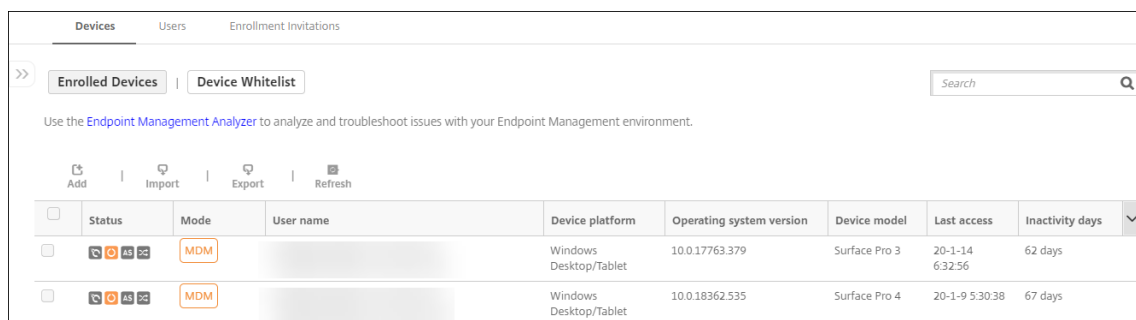 Devices Users Enrollment Invitations
Enrolled Devices | Device Whitelist Search
Use the Endpoint Management Analyzer to analyze and troubleshoot issues with your Endpoint Management environment.
Add | Import | Export | Refresh
Status Mode User name Device platform Operating system version Device model Last access Inactivity days
AS MDM Windows Desktop/Tablet 10.0.17763.379 Surface Pro 3 20-1-14 6:32:56 62 days
AS MDM Windows Desktop/Tablet 10.0.18362.535 Surface Pro 4 20-1-9 5:30:38 67 days